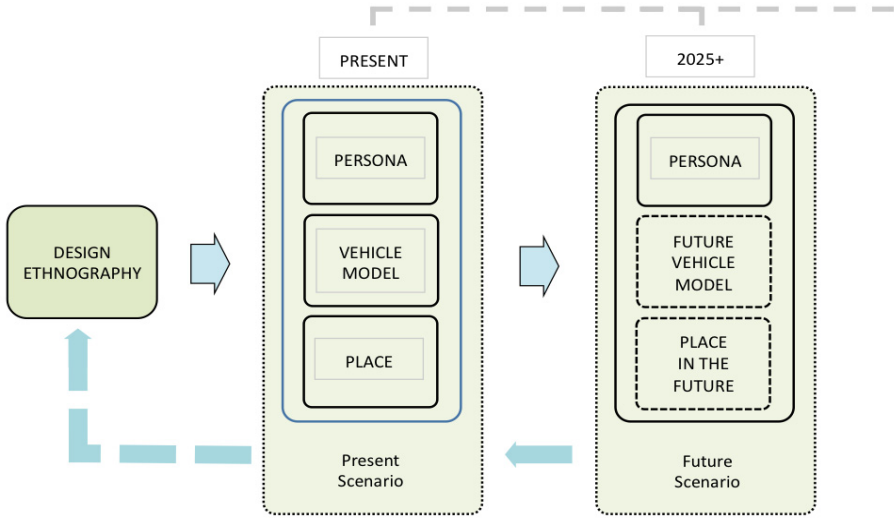 PRESENT
2025+
PERSONA
PERSONA
DESIGN
ETHNOGRAPHY
VEHICLE
MODEL
FUTURE
VEHICLE
MODEL
PLACE
PLACE
IN THE
FUTURE
Present
Scenario
Future
Scenario